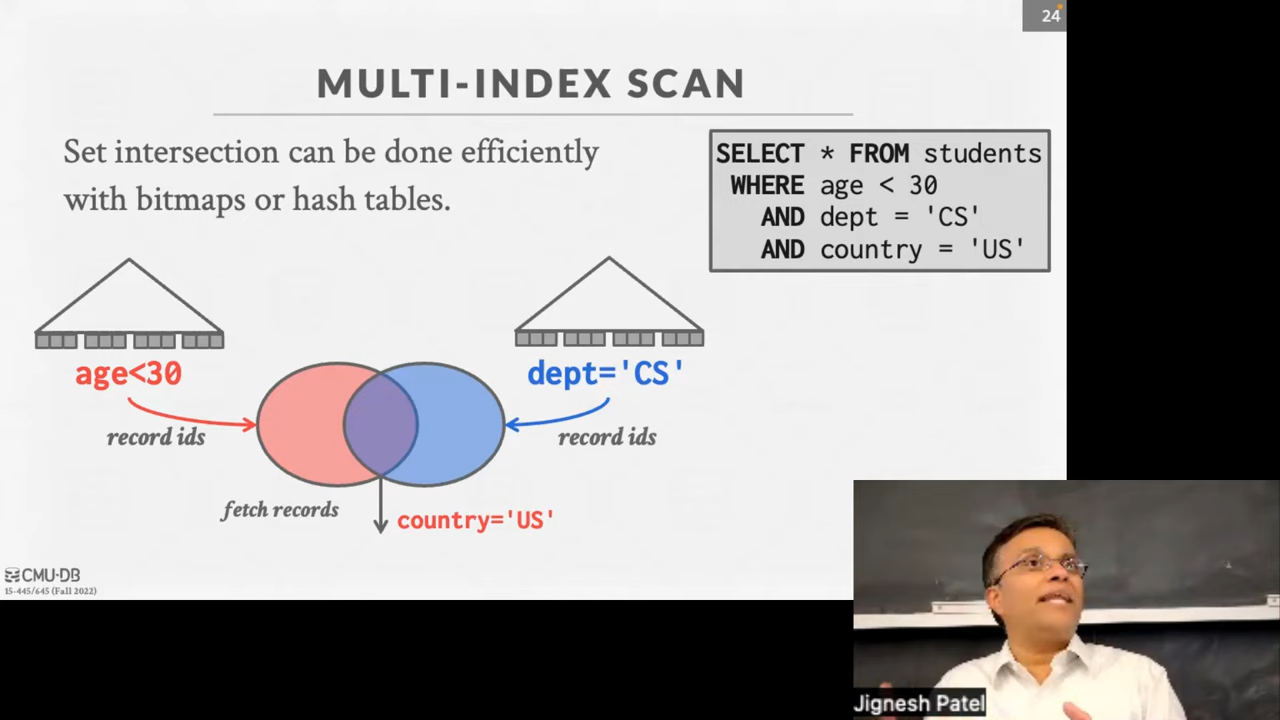 24
MULTI-INDEX SCAN
Set intersection can be done efficiently
with bitmaps or hash tables.
SELECT * FROM students
WHERE age < 30
AND dept = 'CS'
AND country = 'US'
age<30
record ids
dept='CS'
record ids
fetch records
country='US'
CMU-DB
15-445/645 (Fall 2022)
Jignesh Patel